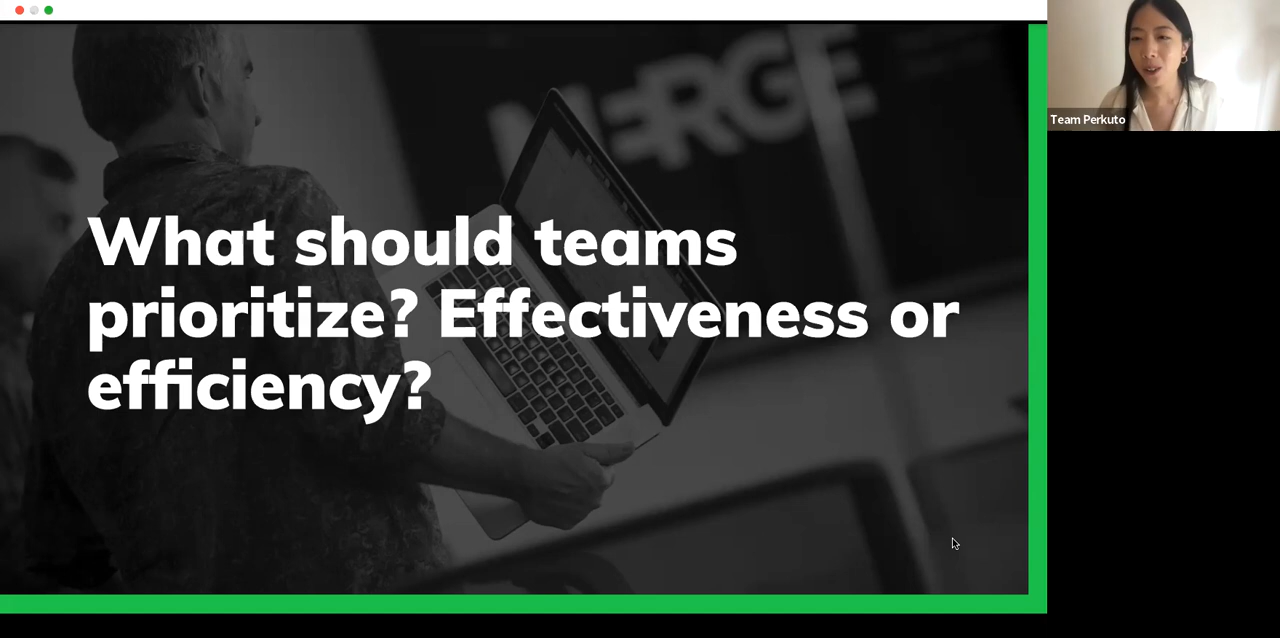 What should teams
prioritize? Effectiveness or
efficiency?
Team Perkuto